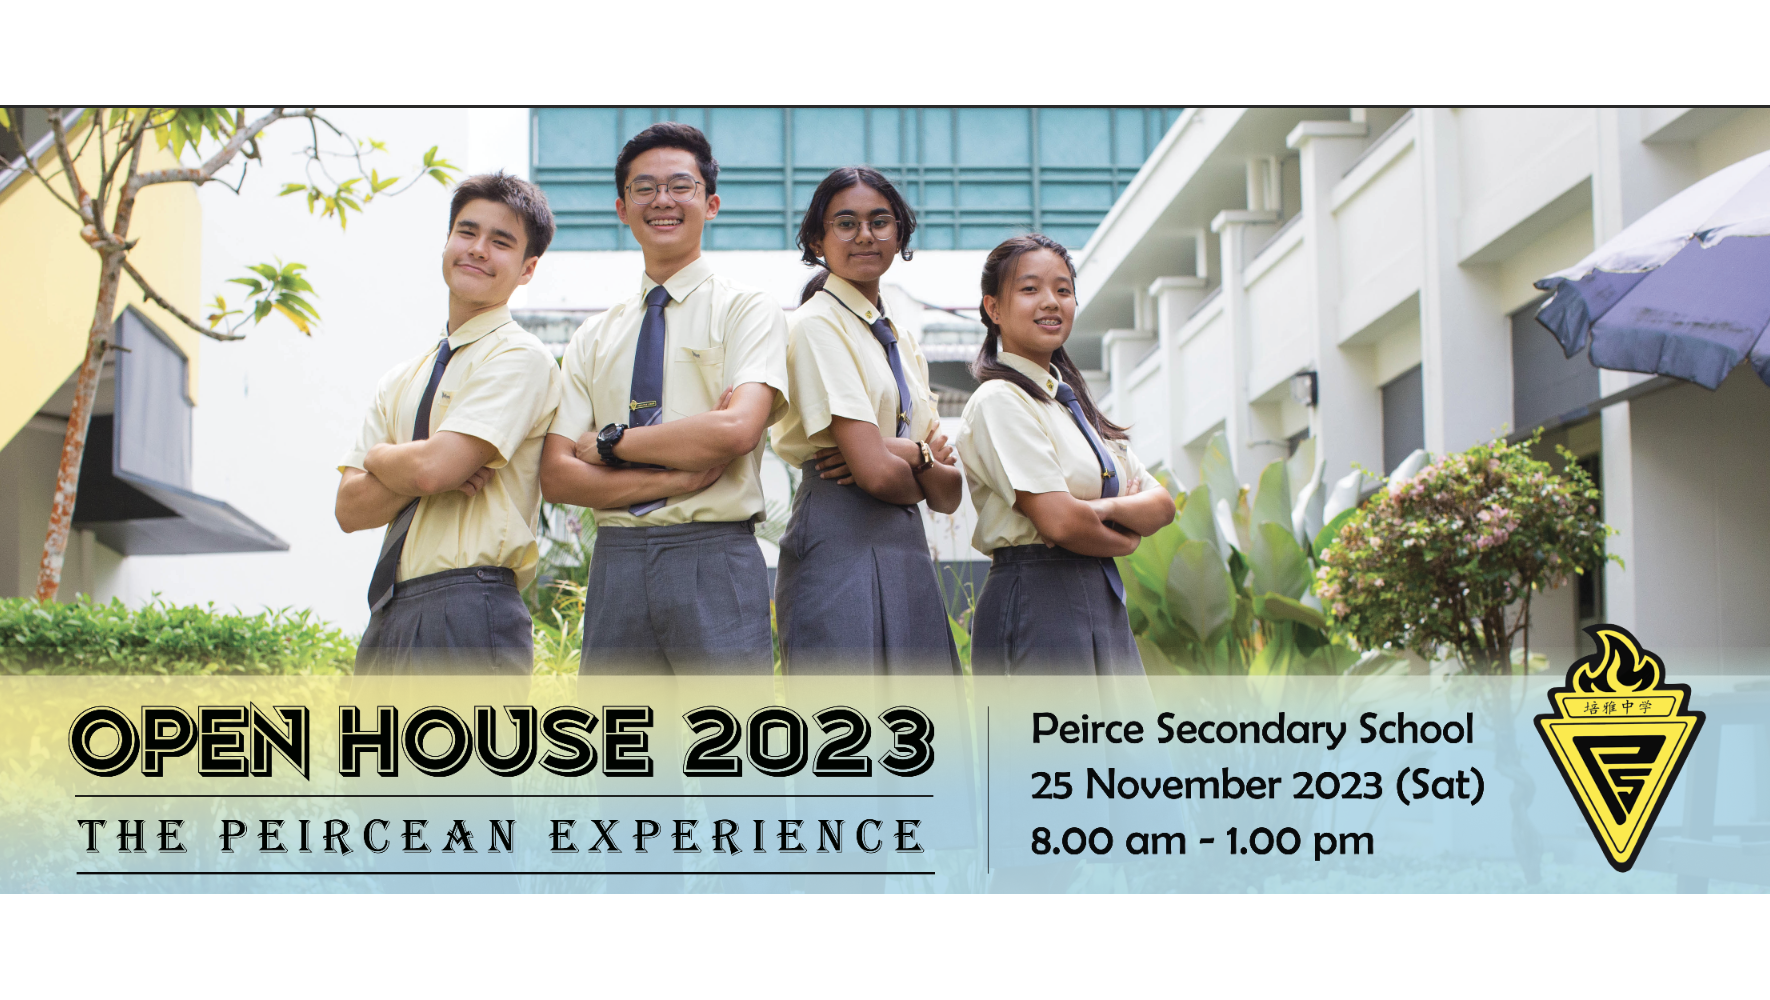 OPEN HOUSE 2023
THE PEIRCEAN EXPERIENCE
Peirce Secondary School
25 November 2023 (Sat)
8.00 am - 1.00 pm
培雅中学
PSS